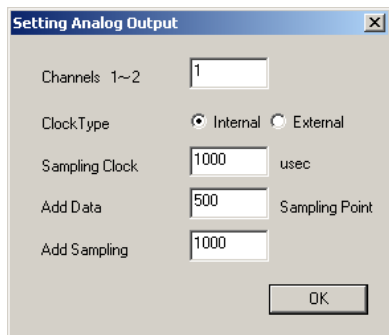 Setting Analog Output
Channels 1~2 1
ClockType Internal External
Sampling Clock 1000 usec
Add Data 500 Sampling Point
Add Sampling 1000
OK